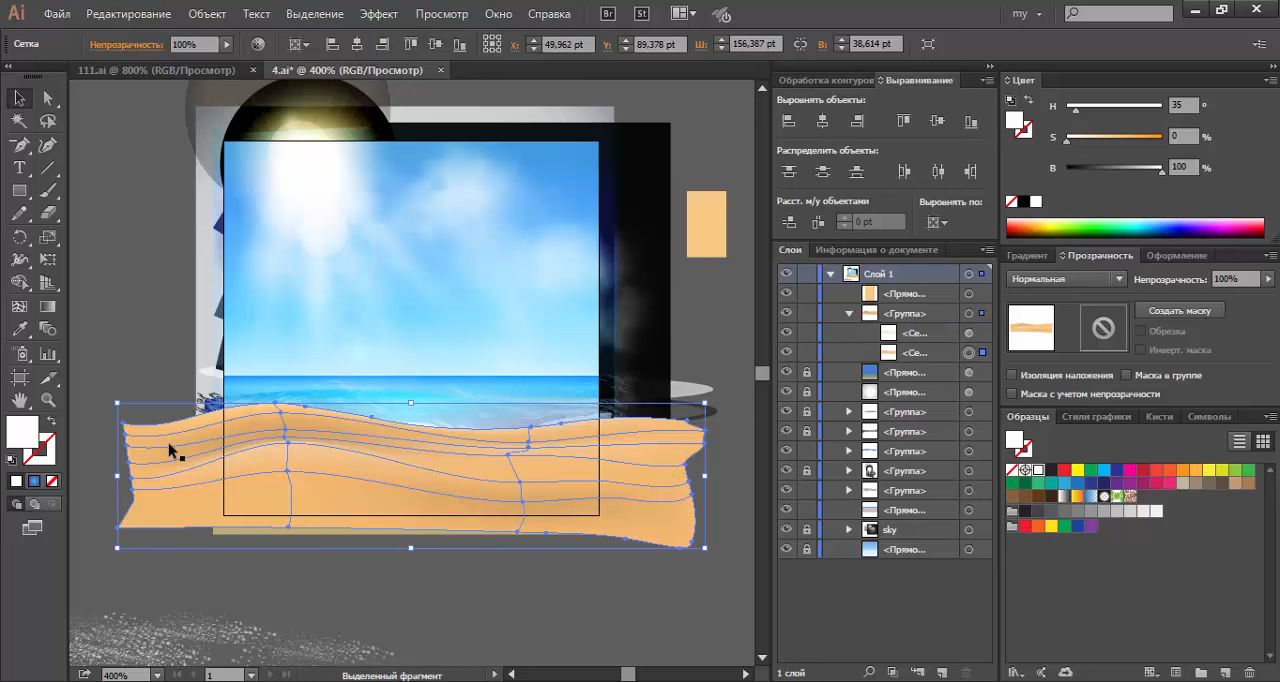 Ai Файл Редактирование Объект Текст Выделение Эффект Просмотр Окно Справка Br St my
Сетка Непрозрачность: 100% X: 49,962 pt Y: 89,378 pt Ш: 156,387 pt В: 38,614 pt
111.ai @ 800% (RGB/Просмотр) × 4.ai* @ 400% (RGB/Просмотр) ×
Обработка контуров Выравнивание
Выровнять объекты:
Распределить объекты:
Расст. м/у объектами Выровнять по:
0 pt
Слои Информация о документе
Слой 1
<Прямо...
<Группа>
<Се...
<Се...
<Прямо...
<Прямо...
<Группа>
<Группа>
<Группа>
<Группа>
<Группа>
<Прямо...
sky
<Прямо...
1 слой
Цвет
H 35 °
S 0 %
B 100 %
Градиент Прозрачность Оформление
Нормальная Непрозрачность: 100%
Создать маску
Обрезка
Инверт. маска
Изоляция наложения Маска в группе
Маска с учетом непрозрачности
Образцы Стили графики Кисти Символы
400% 1 Выделенный фрагмент